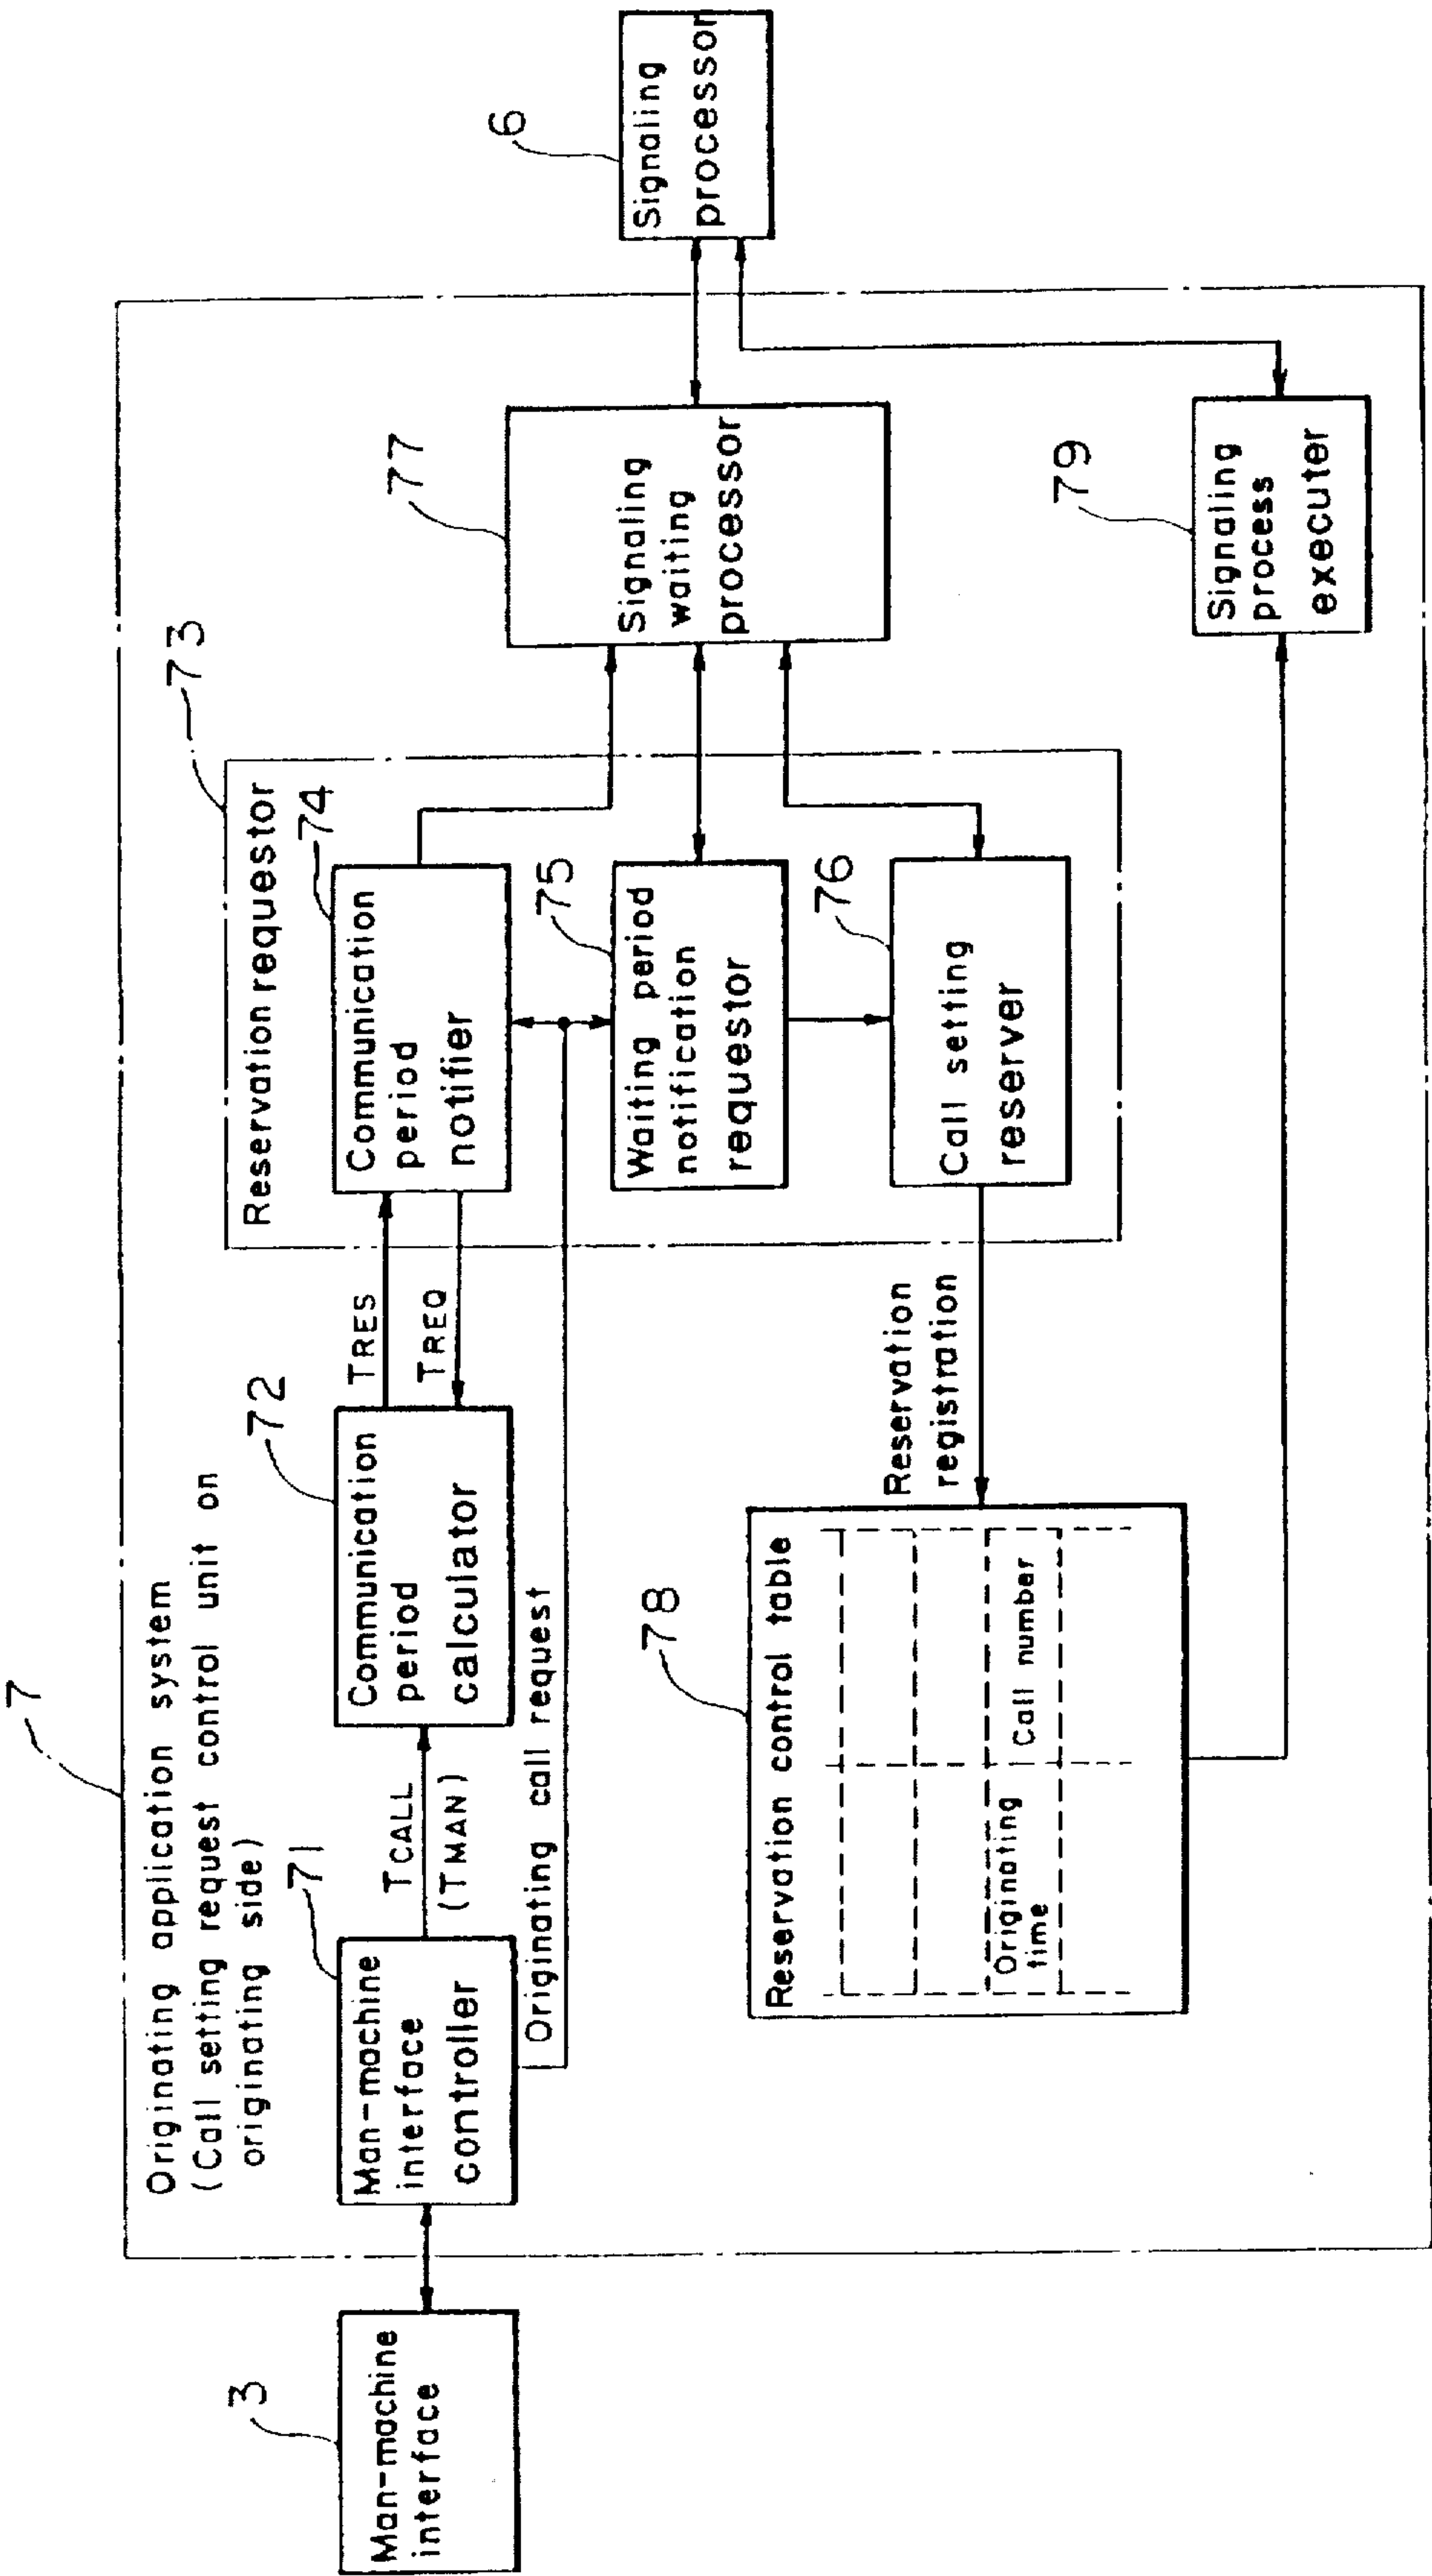 7
Originating application system
(Call setting request control unit on
originating side)
3
Man-machine
interface
71
Man-machine
interface
controller
TCALL
(TMAN)
Originating call request
72
Communication
period
calculator
TRES
TREQ
73
Reservation requestor
74
Communication
period
notifier
75
Waiting period
notification
requestor
76
Call setting
reserver
77
Signaling
waiting
processor
6
Signaling
processor
78
Reservation control table
Originating
time
Call number
Reservation
registration
79
Signaling
process
executer